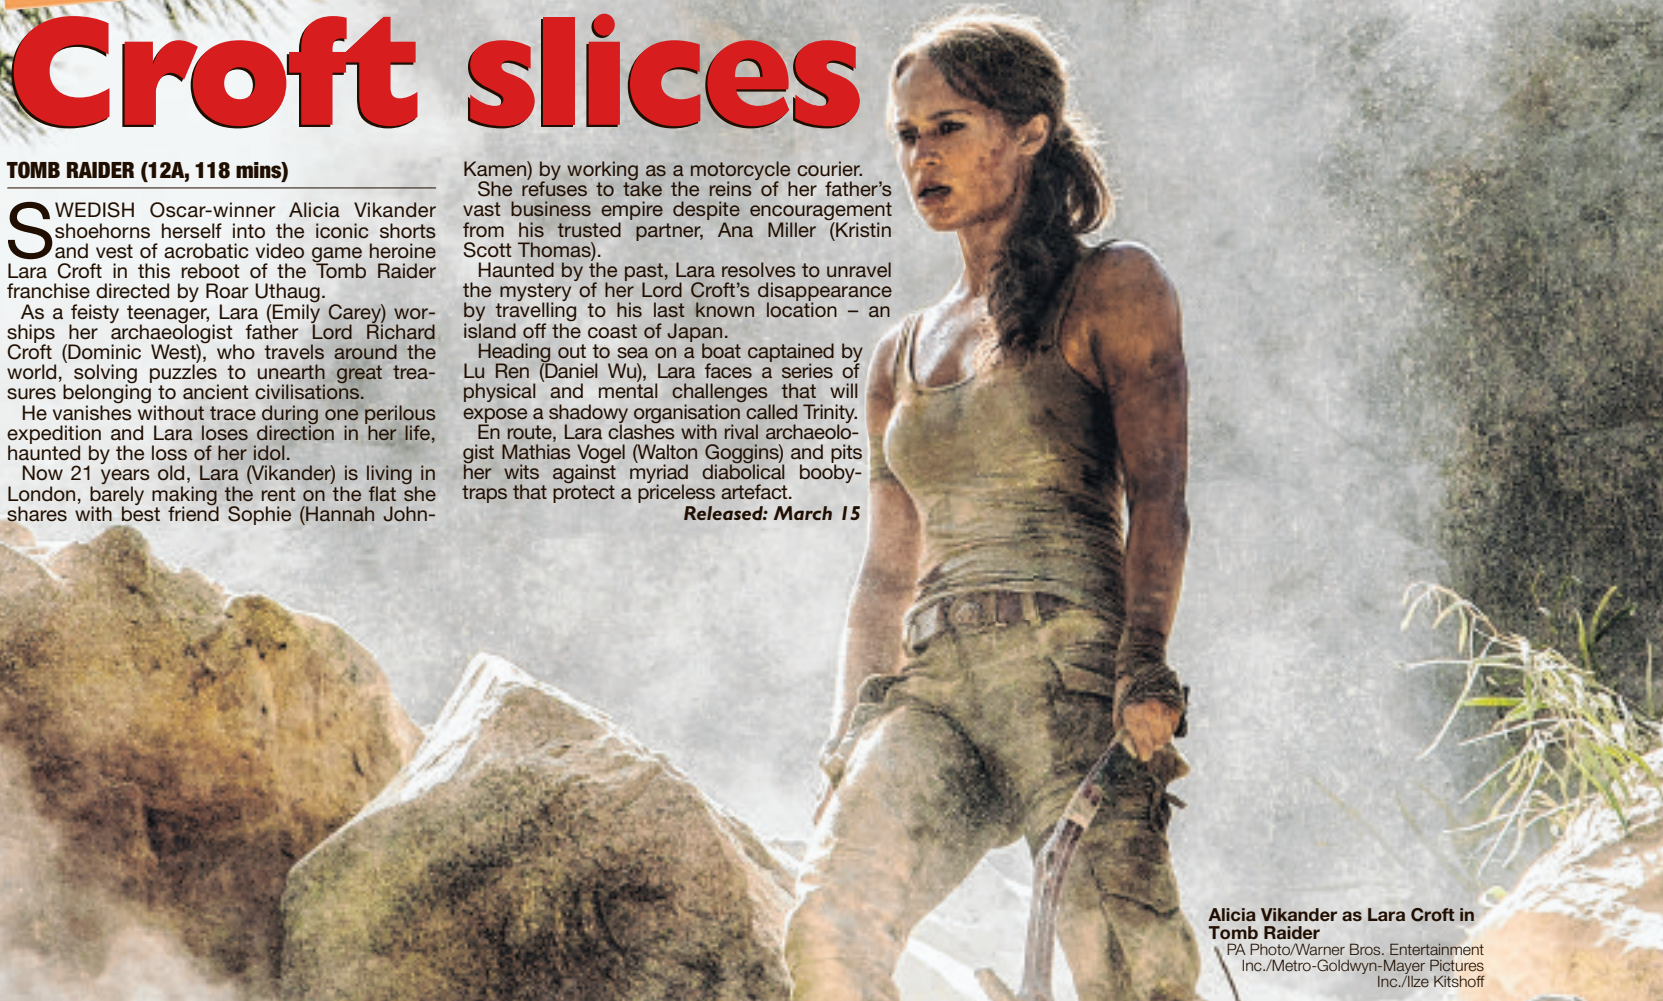 Croft slices
TOMB RAIDER (12A, 118 mins)
SWEDISH Oscar-winner Alicia Vikander
shoehorns herself into the iconic shorts
and vest of acrobatic video game heroine
Lara Croft in this reboot of the Tomb Raider
franchise directed by Roar Uthaug.
As a feisty teenager, Lara (Emily Carey) wor-
ships her archaeologist father Lord Richard
Croft (Dominic West), who travels around the
world, solving puzzles to unearth great trea-
sures belonging to ancient civilisations.
He vanishes without trace during one perilous
expedition and Lara loses direction in her life,
haunted by the loss of her idol.
Now 21 years old, Lara (Vikander) is living in
London, barely making the rent on the flat she
shares with best friend Sophie (Hannah John-
Kamen) by working as a motorcycle courier.
She refuses to take the reins of her father's
vast business empire despite encouragement
from his trusted partner, Ana Miller (Kristin
Scott Thomas).
Haunted by the past, Lara resolves to unravel
the mystery of her Lord Croft's disappearance
by travelling to his last known location – an
island off the coast of Japan.
Heading out to sea on a boat captained by
Lu Ren (Daniel Wu), Lara faces a series of
physical and mental challenges that will
expose a shadowy organisation called Trinity.
En route, Lara clashes with rival archaeolo-
gist Mathias Vogel (Walton Goggins) and pits
her wits against myriad diabolical booby-
traps that protect a priceless artefact.
Released: March 15
Alicia Vikander as Lara Croft in
Tomb Raider
PA Photo/Warner Bros. Entertainment
Inc./Metro-Goldwyn-Mayer Pictures
Inc./Ilze Kitshoff